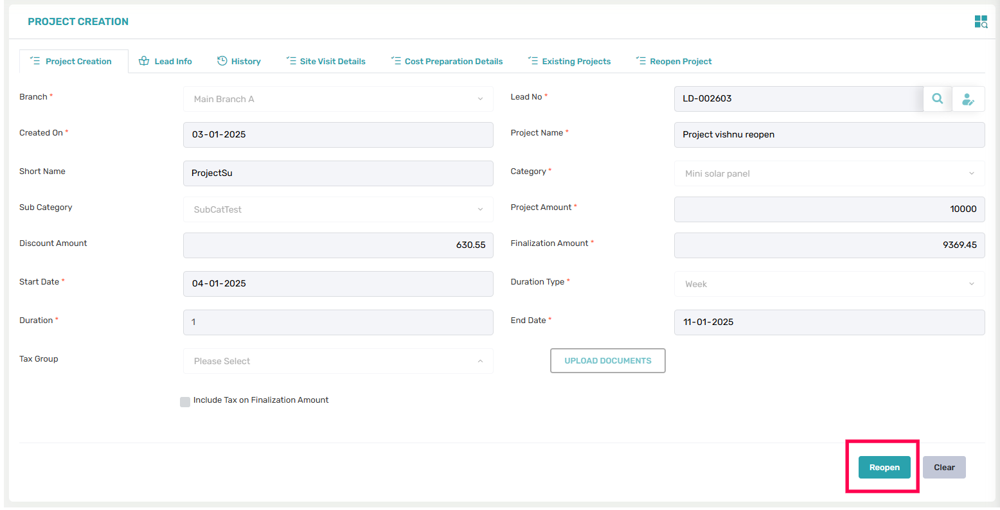 PROJECT CREATION
Project Creation Lead Info History Site Visit Details Cost Preparation Details Existing Projects Reopen Project
Branch * Main Branch A Lead No * LD-002603
Created On * 03-01-2025 Project Name * Project vishnu reopen
Short Name ProjectSu Category * Mini solar panel
Sub Category SubCatTest Project Amount * 10000
Discount Amount 630.55 Finalization Amount * 9369.45
Start Date * 04-01-2025 Duration Type * Week
Duration * 1 End Date * 11-01-2025
Tax Group Please Select UPLOAD DOCUMENTS
Include Tax on Finalization Amount
Reopen Clear